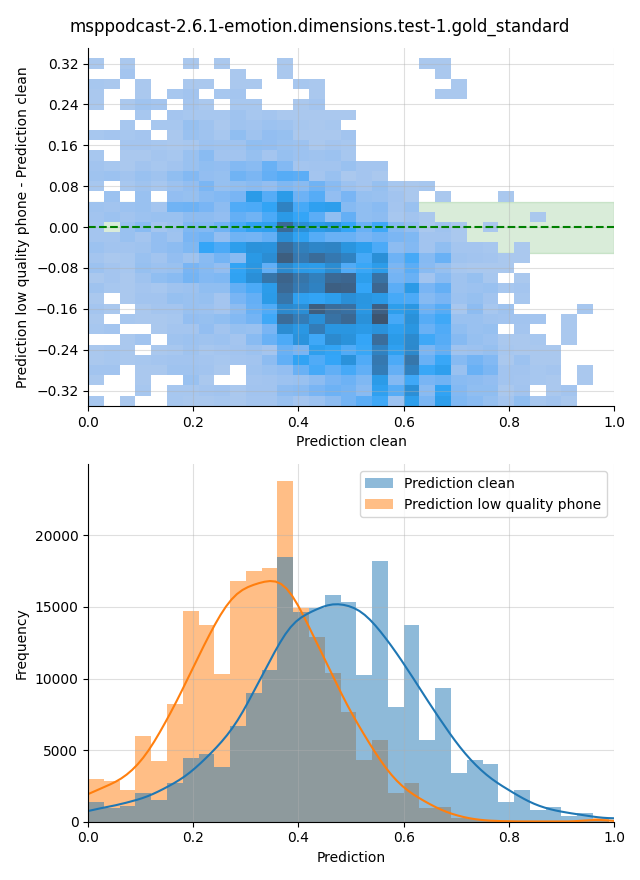 msppodcast-2.6.1-emotion.dimensions.test-1.gold_standard
Prediction low quality phone - Prediction clean
0.32
0.24
0.16
0.08
0.00
−0.08
−0.16
−0.24
−0.32
0.0 0.2 0.4 0.6 0.8 1.0
Prediction clean
Frequency
Prediction clean
Prediction low quality phone
20000
15000
10000
5000
0
0.0 0.2 0.4 0.6 0.8 1.0
Prediction